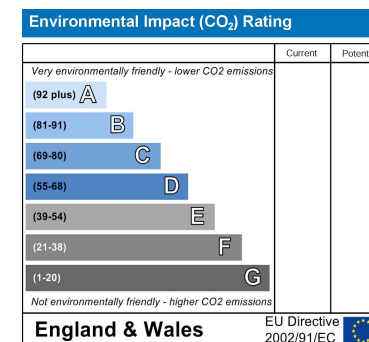 Environmental Impact (CO₂) Rating
Current
Very environmentally friendly - lower CO2 emissions
(92 plus) A
(81-91) B
(69-80) C
(55-68) D
(39-54) E
(21-38) F
(1-20) G
Not environmentally friendly - higher CO2 emissions
England & Wales
EU Directive
2002/91/EC